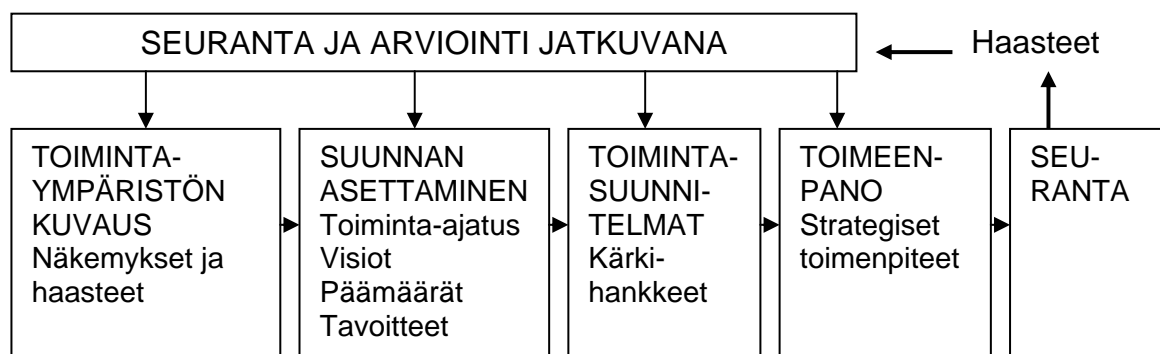 SEURANTA JA ARVIOINTI JATKUVANA
Haasteet
TOIMINTA-
YMPÄRISTÖN
KUVAUS
Näkemykset ja
haasteet
SUUNNAN
ASETTAMINEN
Toiminta-ajatus
Visiot
Päämäärät
Tavoitteet
TOIMINTA-
SUUNNI-
TELMAT
Kärki-
hankkeet
TOIMEEN-
PANO
Strategiset
toimenpiteet
SEU-
RANTA